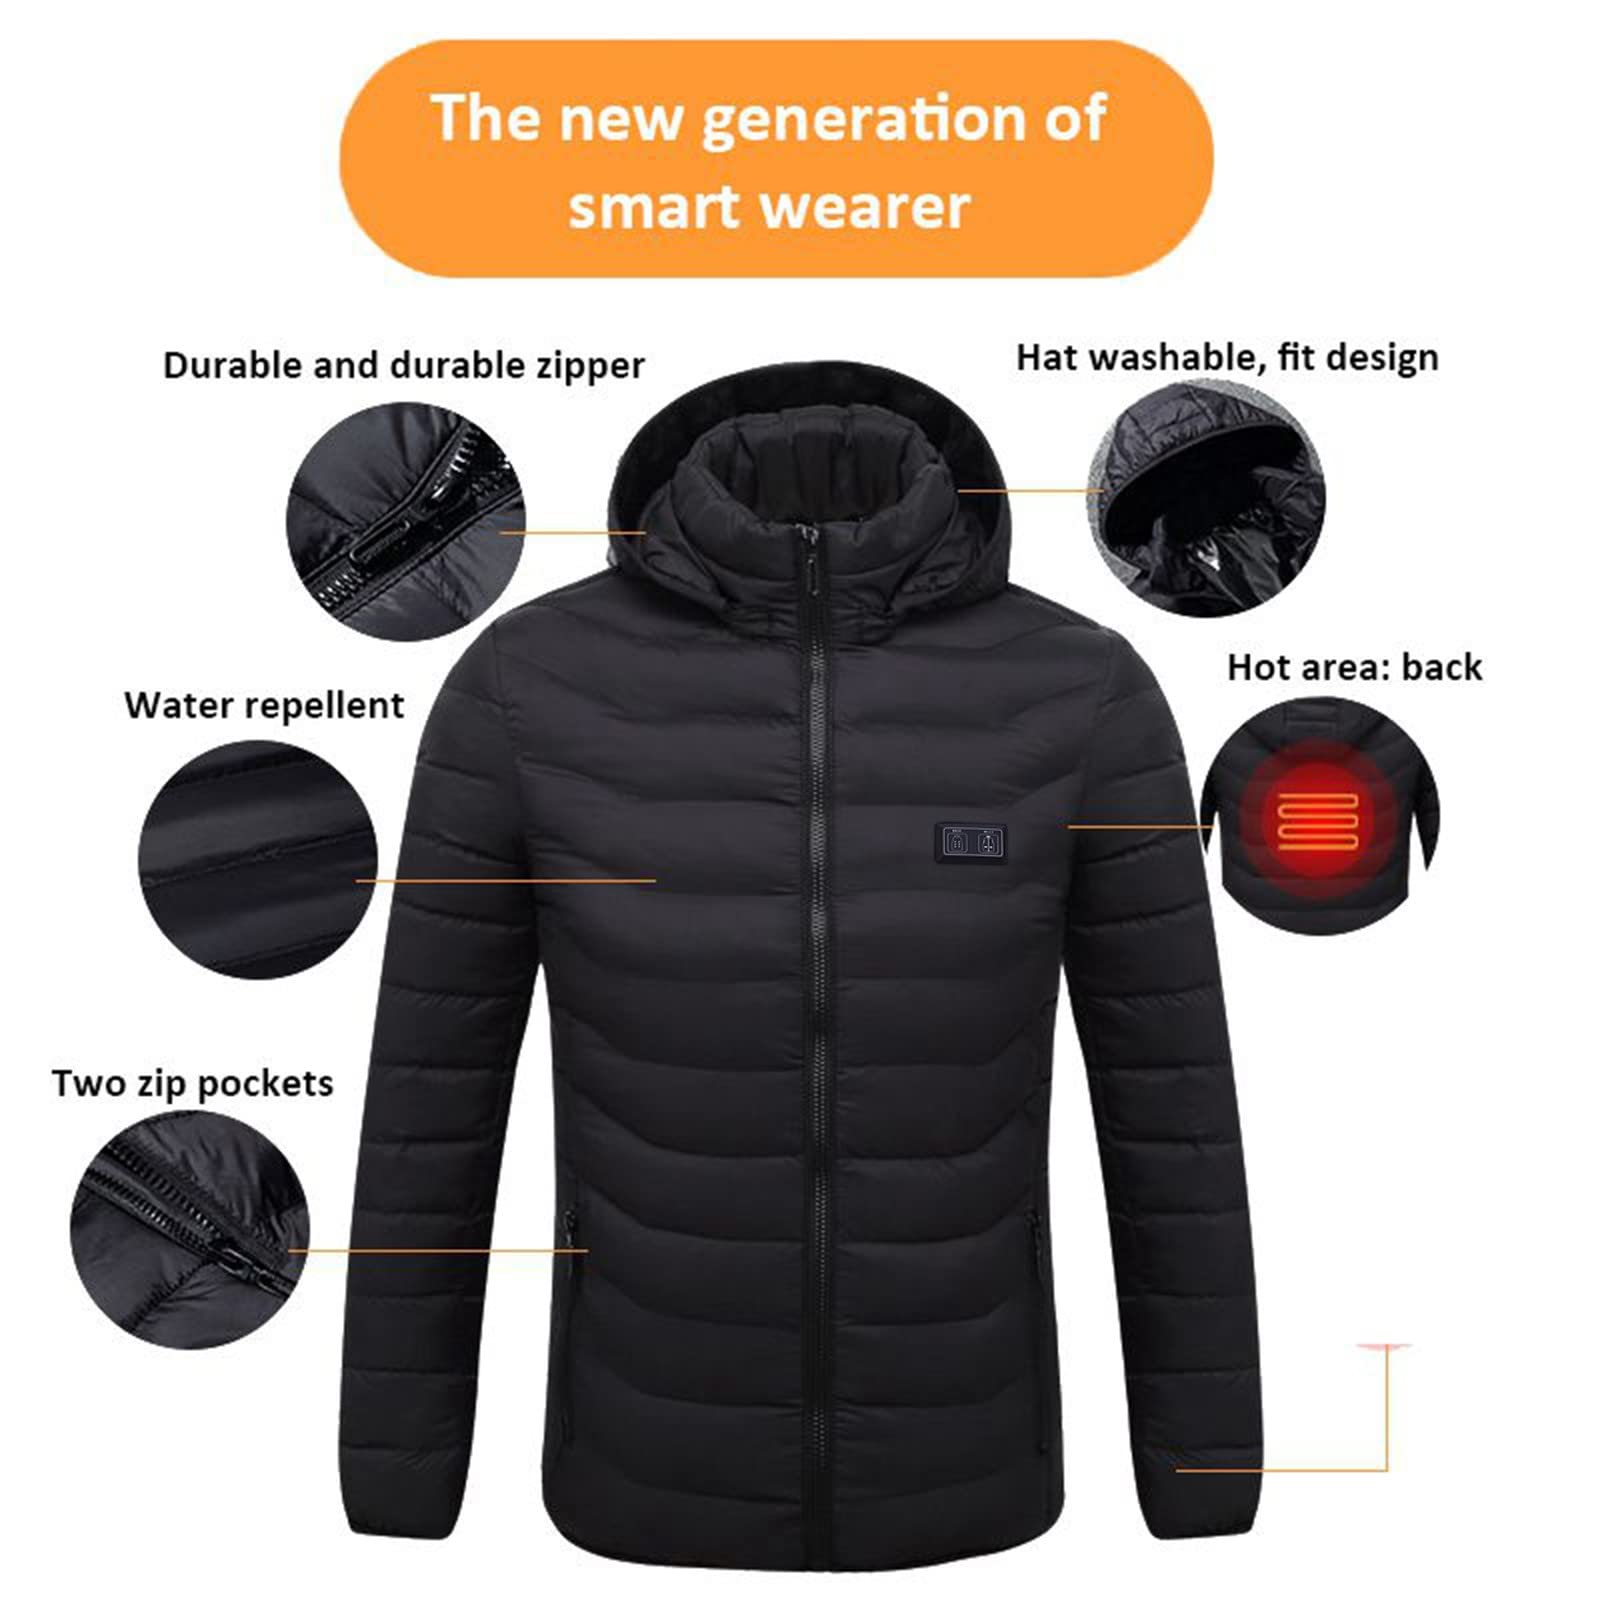 The new generation of
smart wearer
Durable and durable zipper
Hat washable, fit design
Water repellent
Hot area: back
Two zip pockets